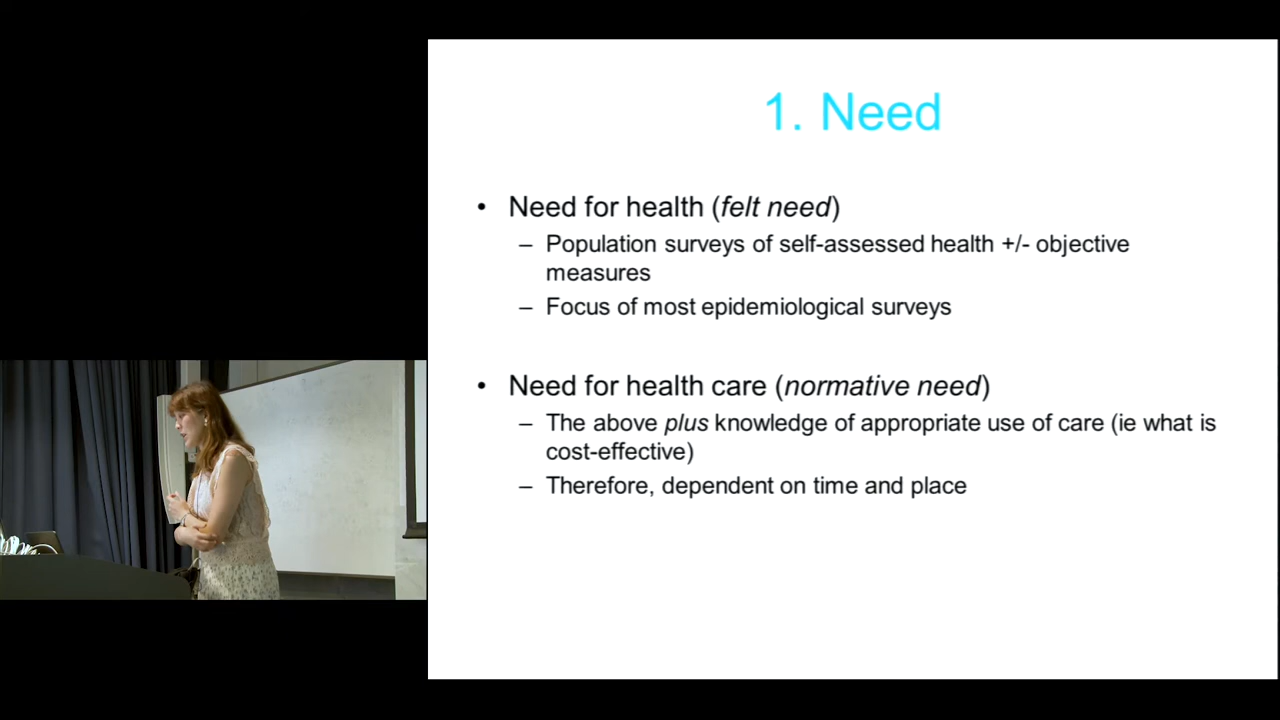 1. Need
• Need for health (felt need)
– Population surveys of self-assessed health +/- objective
measures
– Focus of most epidemiological surveys
• Need for health care (normative need)
– The above plus knowledge of appropriate use of care (ie what is
cost-effective)
– Therefore, dependent on time and place